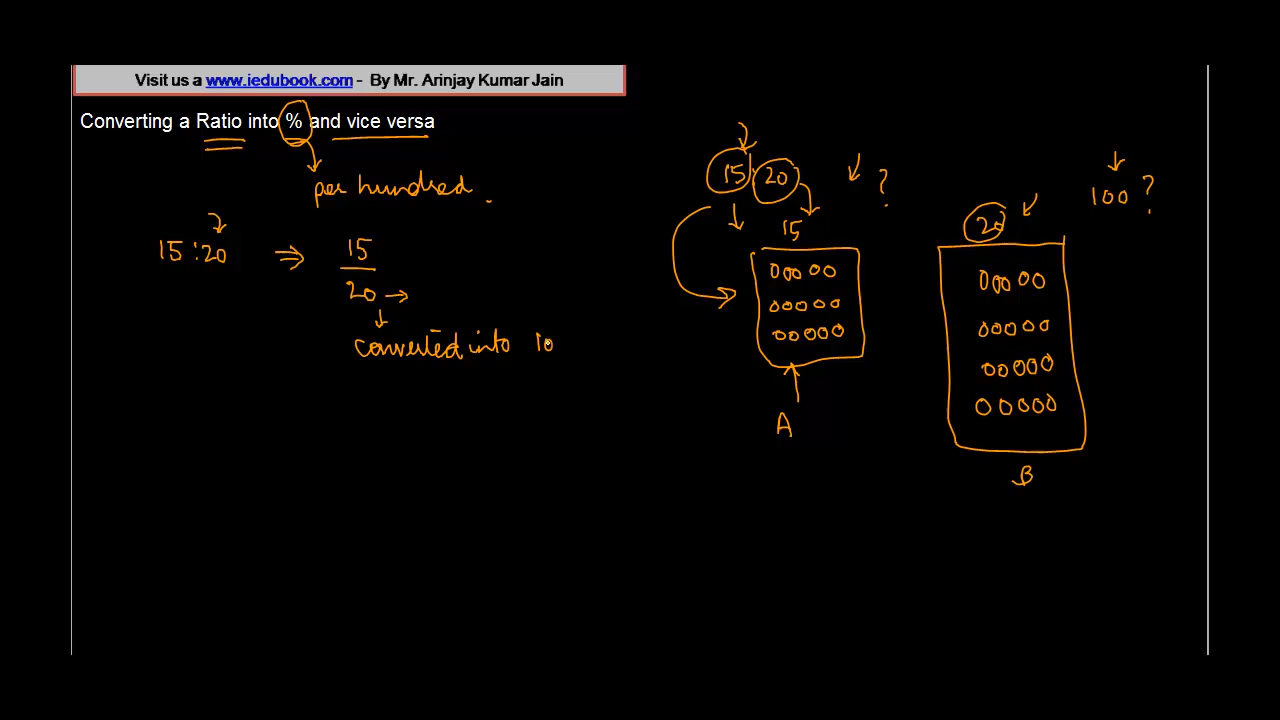 Visit us a www.iedubook.com - By Mr. Arinjay Kumar Jain
Converting a Ratio into % and vice versa
per hundred.
15:20 ⇒ 15
20 →
converted into 10
15:20 ?
15
A
20
100 ?
B